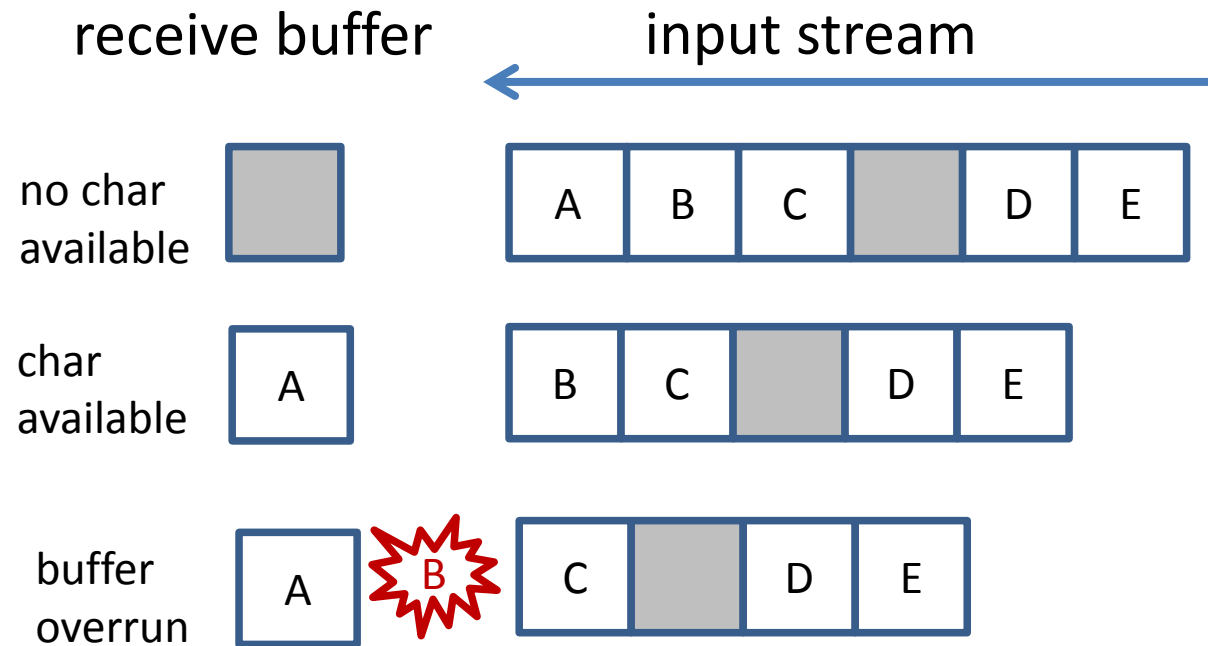 receive buffer
input stream
no char
available
A B C D E
char
available
A
B C D E
buffer
overrun
A
B
C D E